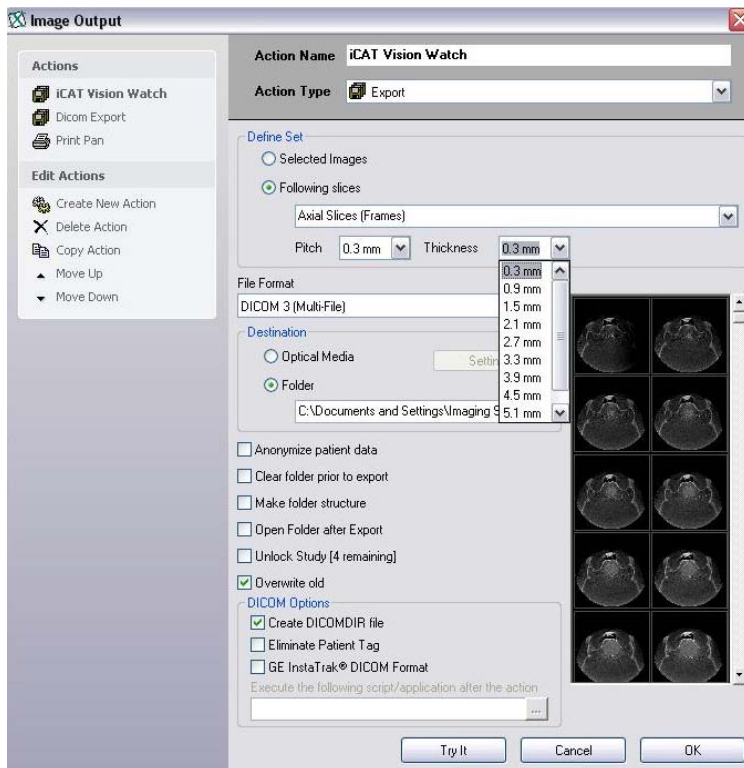 Image Output
Actions
iCAT Vision Watch
Dicom Export
Print Pan
Edit Actions
Create New Action
Delete Action
Copy Action
Move Up
Move Down
Action Name iCAT Vision Watch
Action Type Export
Define Set
Selected Images
Following slices
Axial Slices (Frames)
Pitch 0.3 mm Thickness 0.3 mm
0.3 mm
0.9 mm
1.5 mm
2.1 mm
2.7 mm
3.3 mm
3.9 mm
4.5 mm
5.1 mm
File Format
DICOM 3 (Multi-File)
Destination
Optical Media
Folder
C:\Documents and Settings\Imaging S
Anonymize patient data
Clear folder prior to export
Make folder structure
Open Folder after Export
Unlock Study [4 remaining]
Overwrite old
DICOM Options
Create DICOMDIR file
Eliminate Patient Tag
GE InstaTrak® DICOM Format
Execute the following script/application after the action
...
Try It Cancel OK